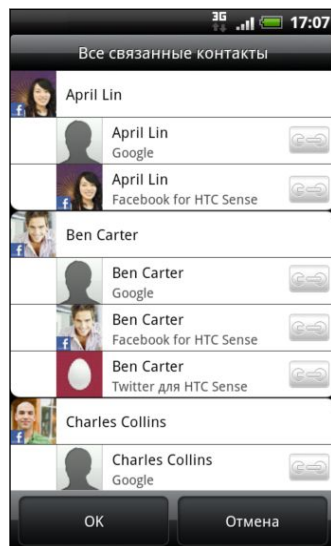 3G 17:07
Все связанные контакты
April Lin
April Lin
Google
April Lin
Facebook for HTC Sense
Ben Carter
Ben Carter
Google
Ben Carter
Facebook for HTC Sense
Ben Carter
Twitter для HTC Sense
Charles Collins
Charles Collins
Google
OK Отмена